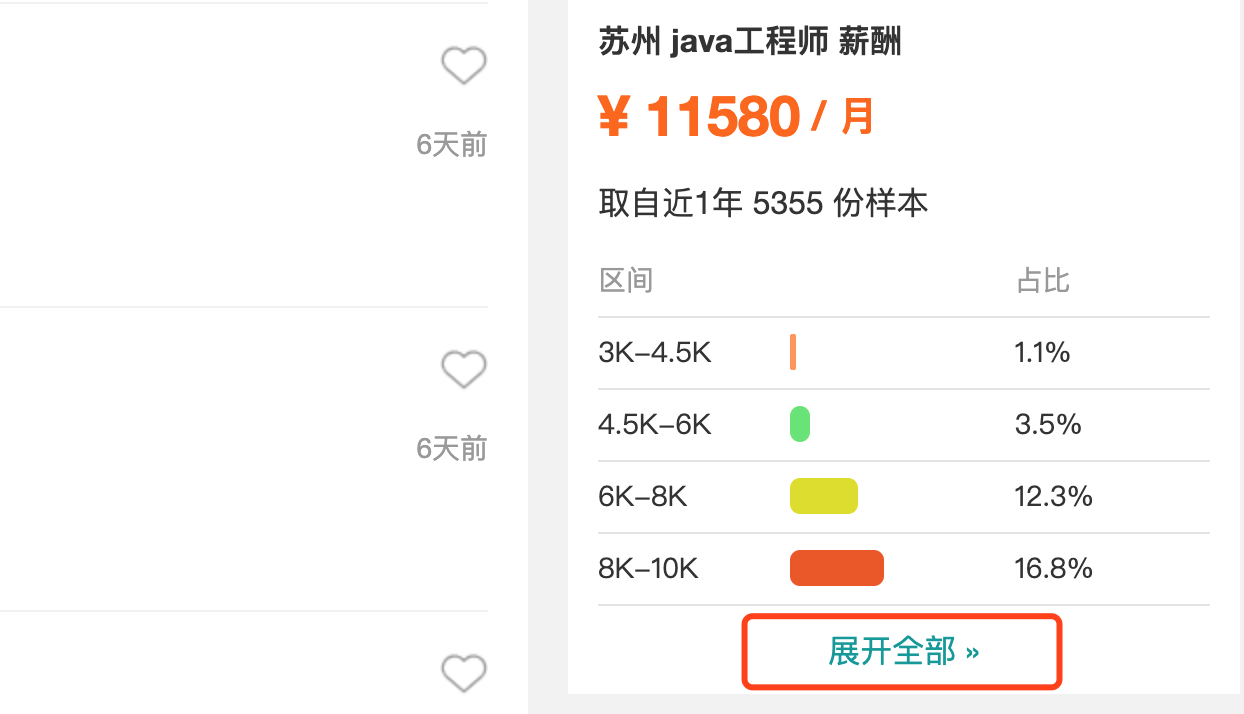 6天前
6天前
苏州 java工程师 薪酬
¥ 11580 / 月
取自近1年 5355 份样本
区间 占比
3K–4.5K 1.1%
4.5K–6K 3.5%
6K–8K 12.3%
8K–10K 16.8%
展开全部 »